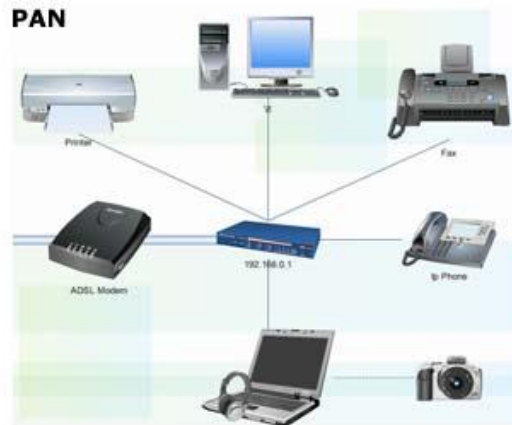 PAN
Printer
Fax
ADSL Modem
192.168.0.1
Ip Phone